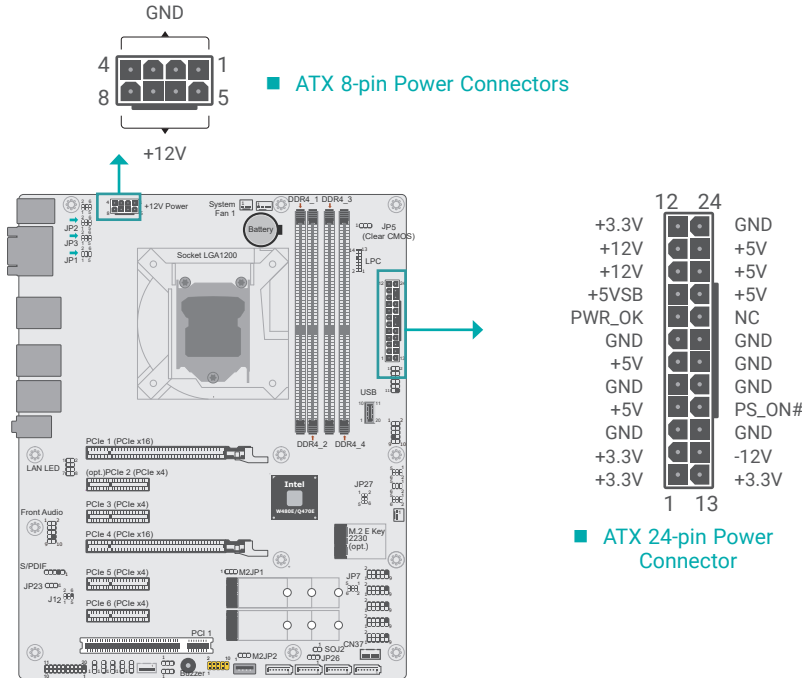 GND
4 1
8 5
+12V
■ ATX 8-pin Power Connectors
+12V Power
System
Fan 1
DDR4_1 DDR4_3
Battery
JP5
(Clear CMOS)
LPC
JP2
JP3
JP1
Socket LGA1200
USB
DDR4_2 DDR4_4
PCIe 1 (PCIe x16)
LAN LED
(opt.)PCIe 2 (PCIe x4)
Intel
W480E/Q470E
JP27
PCIe 3 (PCIe x4)
Front Audio
PCIe 4 (PCIe x16)
M.2 E Key
2230
(opt.)
S/PDIF
PCIe 5 (PCIe x4)
M2JP1
JP7
JP23
J12
PCIe 6 (PCIe x4)
PCI 1
M2JP2
SOJ2
JP26
CN37
Buzzer
12 24
+3.3V GND
+12V +5V
+12V +5V
+5VSB +5V
PWR_OK NC
GND GND
+5V GND
GND GND
+5V PS_ON#
GND GND
+3.3V -12V
+3.3V +3.3V
1 13
■ ATX 24-pin Power
Connector